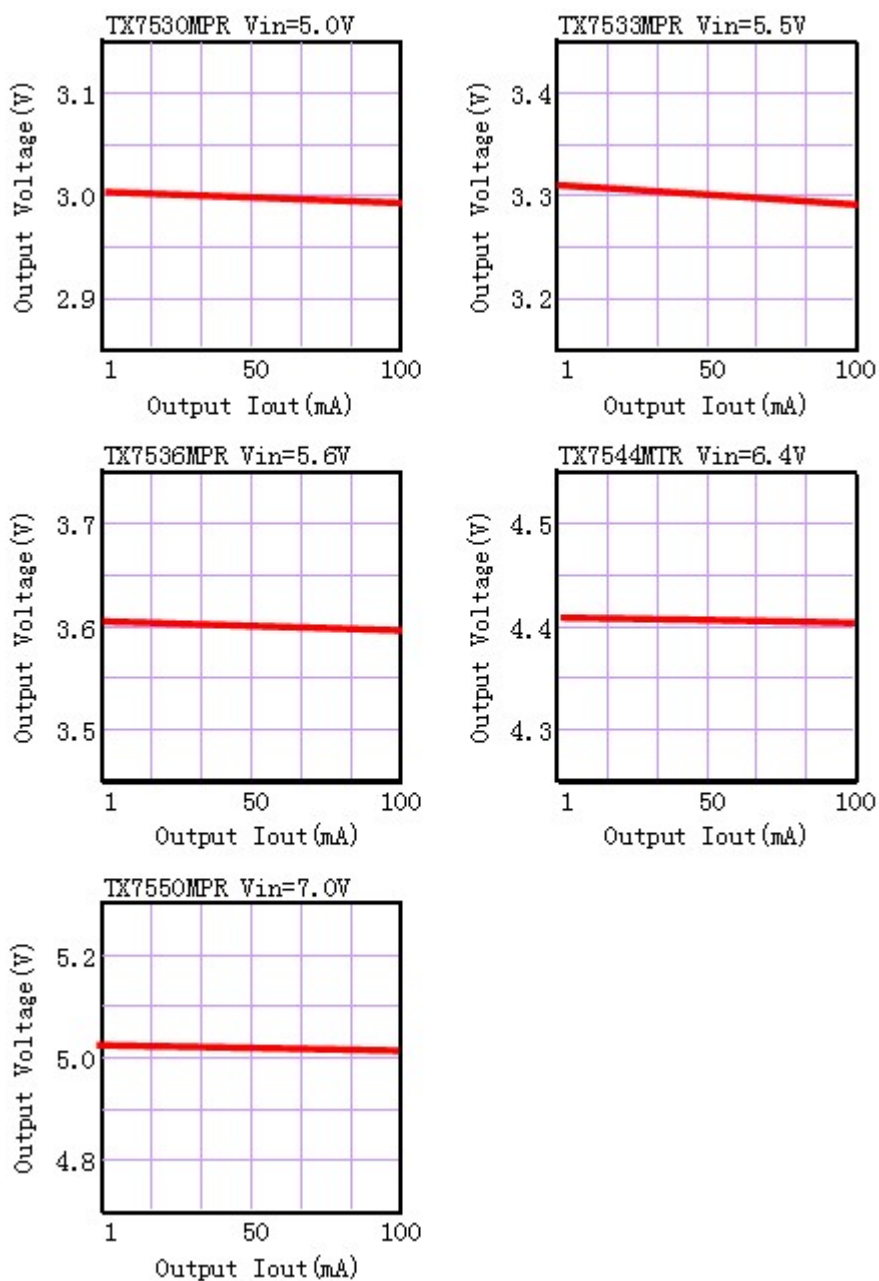 TX7530MPR Vin=5.0V
Output Voltage(V)
3.1
3.0
2.9
1 50 100
Output Iout(mA)
TX7533MPR Vin=5.5V
Output Voltage(V)
3.4
3.3
3.2
1 50 100
Output Iout(mA)
TX7536MPR Vin=5.6V
Output Voltage(V)
3.7
3.6
3.5
1 50 100
Output Iout(mA)
TX7544MTR Vin=6.4V
Output Voltage(V)
4.5
4.4
4.3
1 50 100
Output Iout(mA)
TX7550MPR Vin=7.0V
Output Voltage(V)
5.2
5.0
4.8
1 50 100
Output Iout(mA)